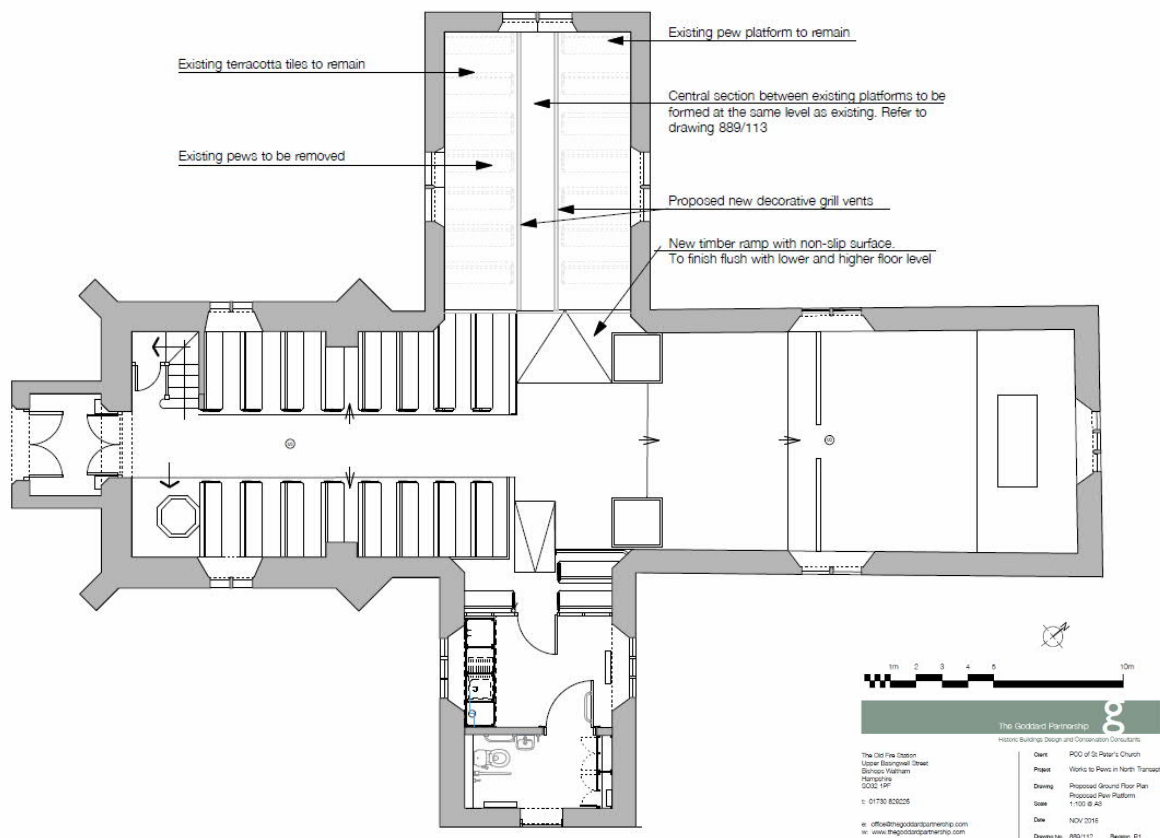 Existing terracotta tiles to remain
Existing pews to be removed
Existing pew platform to remain
Central section between existing platforms to be
formed at the same level as existing. Refer to
drawing 889/113
Proposed new decorative grill vents
New timber ramp with non-slip surface.
To finish flush with lower and higher floor level
1m 2 3 4 5 10m
The Goddard Partnership
Historic Buildings Design and Conservation Consultants
The Old Fire Station
Upper Basingwell Street
Bishops Waltham
Hampshire
SO32 1PF
e: office@thegoddardpartnership.com
w: www.thegoddardpartnership.com
Client PCC of St Peter's Church
Project Works to Pews in North Transept
Drawing Proposed Ground Floor Plan
Proposed Pew Platform
Scale 1:100 @ A3
Date NOV 2016
Drawing No. 889/112 Revision P1